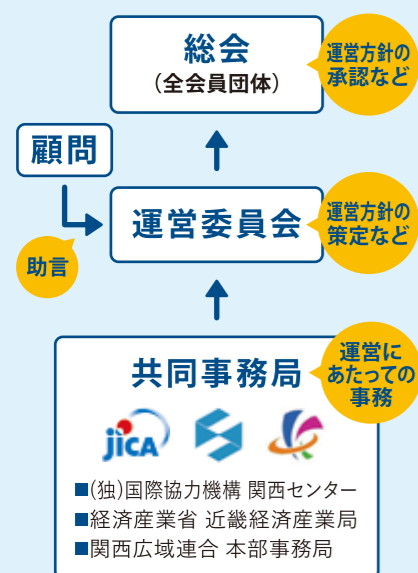 総会
(全会員団体)
運営方針の
承認など
顧問
運営委員会
運営方針の
策定など
助言
共同事務局
運営に
あたっての
事務
jica
■(独)国際協力機構 関西センター
■経済産業省 近畿経済産業局
■関西広域連合 本部事務局